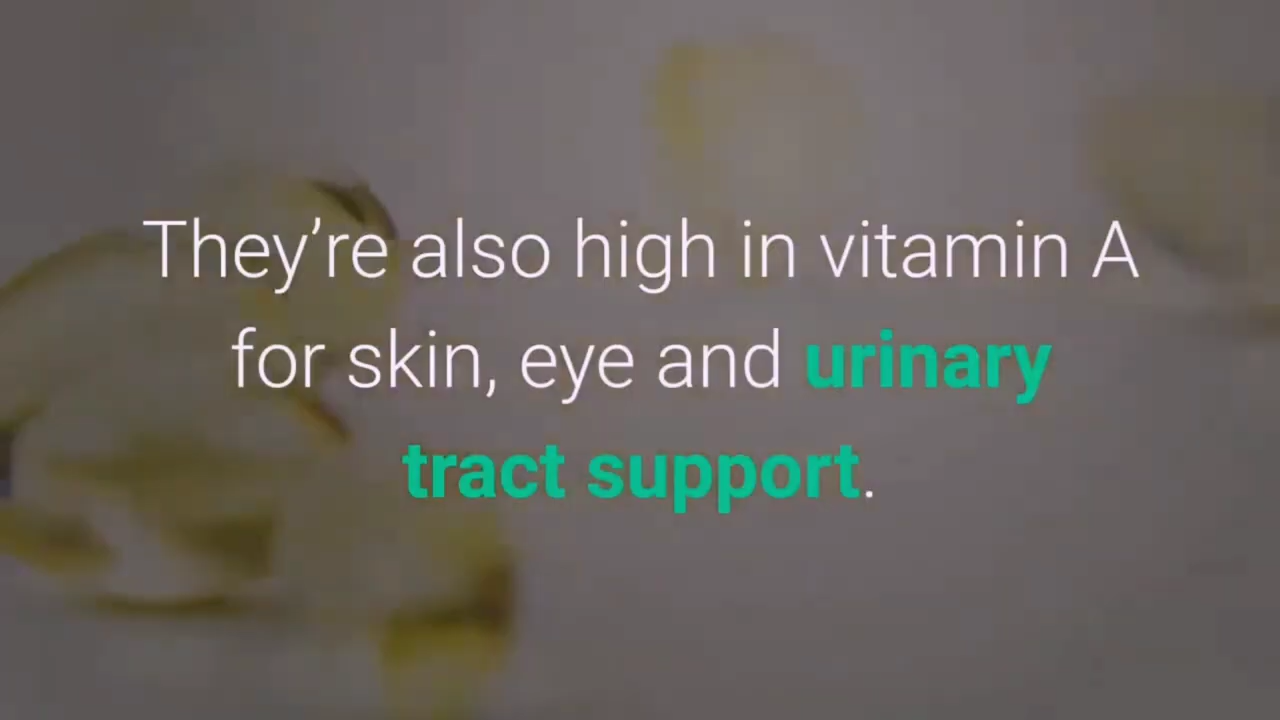 They’re also high in vitamin A
for skin, eye and urinary
tract support.